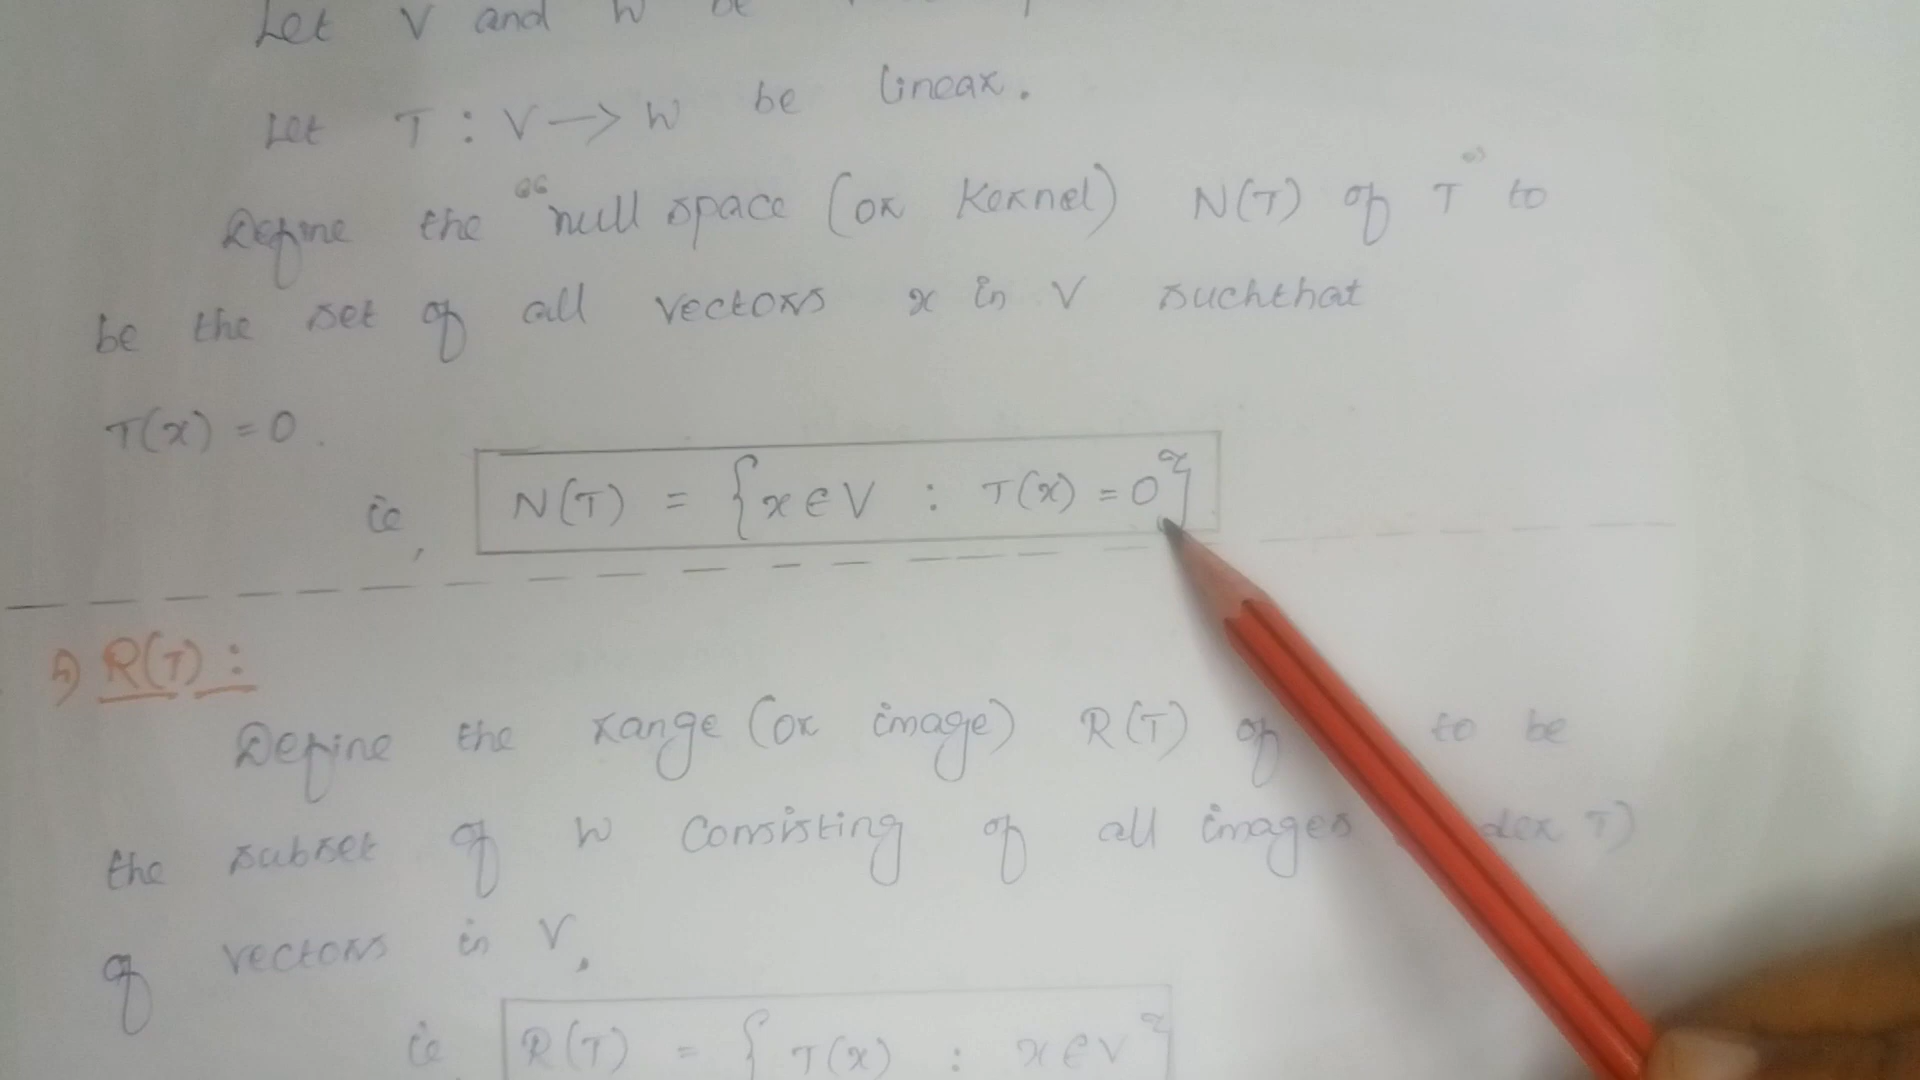 Let V and W be
Let T : V → W be linear.
Define the "null space (or Kernel) N(T) of T" to
be the set of all vectors x in V suchthat
T(x) = 0.
ie, N(T) = {x ∈ V : T(x) = 0}
5) R(T) :
Define the range (or image) R(T) of to be
the subset of W consisting of all images T)
of vectors in V,
ie R(T) = { T(x) : x ∈ V }